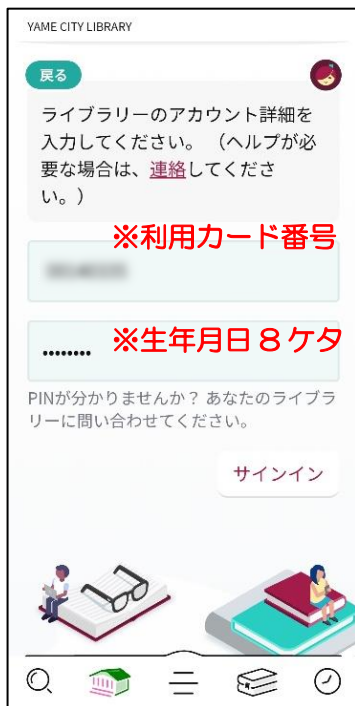 YAME CITY LIBRARY
戻る
ライブラリーのアカウント詳細を
入力してください。 （ヘルプが必
要な場合は、連絡してくださ
い。）
※利用カード番号
※生年月日８ケタ
PINが分かりませんか？ あなたのライブラ
リーに問い合わせてください。
サインイン